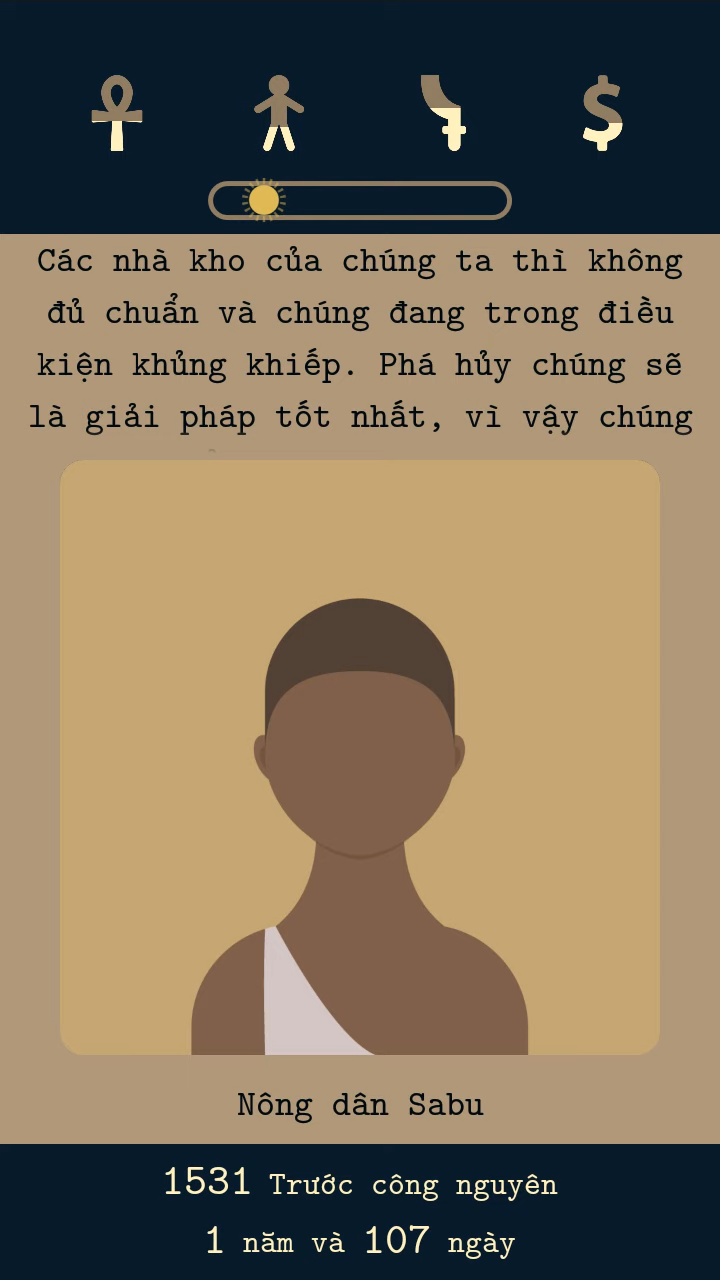 Các nhà kho của chúng ta thì không
đủ chuẩn và chúng đang trong điều
kiện khủng khiếp. Phá hủy chúng sẽ
là giải pháp tốt nhất, vì vậy chúng
Nông dân Sabu
1531 Trước công nguyên
1 năm và 107 ngày